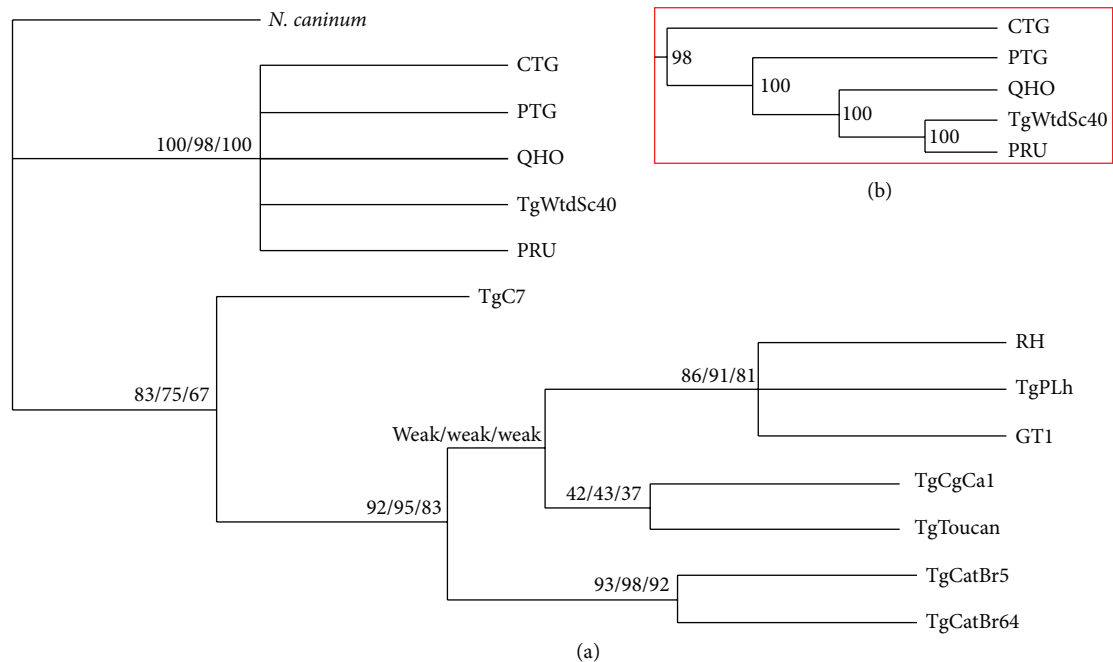 N. caninum
CTG
PTG
100/98/100
QHO
TgWtdSc40
PRU
TgC7
83/75/67
RH
86/91/81
TgPLh
GT1
Weak/weak/weak
TgCgCa1
42/43/37
TgToucan
92/95/83
TgCatBr5
93/98/92
TgCatBr64
(a)
CTG
98
PTG
100
QHO
100
TgWtdSc40
100
PRU
(b)